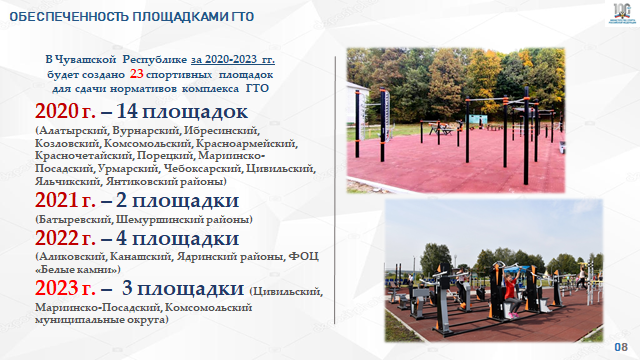 ОБЕСПЕЧЕННОСТЬ ПЛОЩАДКАМИ ГТО
В Чувашской Республике за 2020-2023 гг.
будет создано 23 спортивных площадок
для сдачи нормативов комплекса ГТО
2020 г. – 14 площадок
(Алатырский, Вурнарский, Ибресинский,
Козловский, Комсомольский, Красноармейский,
Красночетайский, Порецкий, Мариинско-
Посадский, Урмарский, Чебоксарский, Цивильский,
Яльчикский, Янтиковский районы)
2021 г. – 2 площадки
(Батыревский, Шемуршинский районы)
2022 г. – 4 площадки
(Аликовский, Канашский, Ядринский районы, ФОЦ
«Белые камни»)
2023 г. – 3 площадки (Цивильский,
Мариинско-Посадский, Комсомольский
муниципальные округа)
08